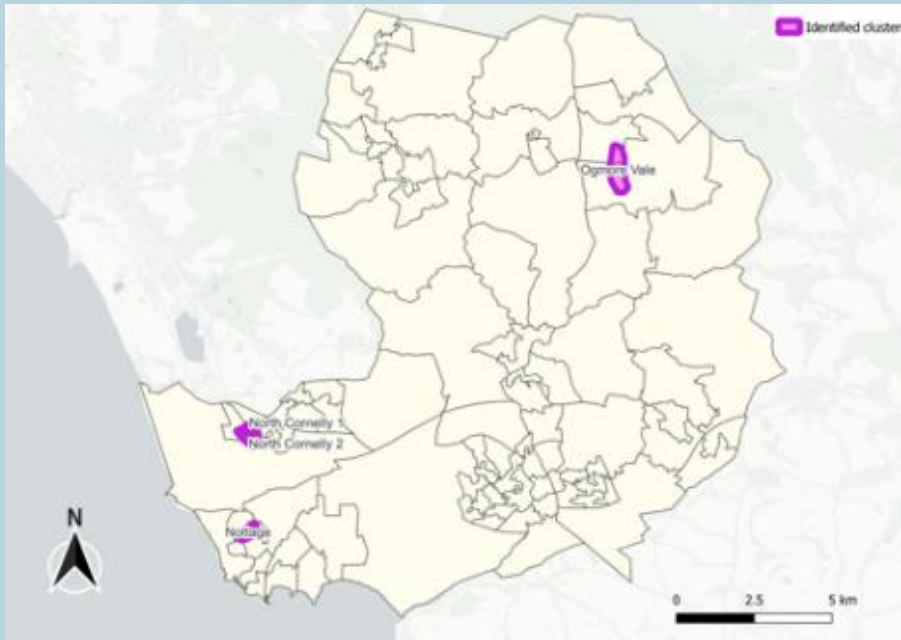 Identified cluster
Ogmore Vale
North Cornelly 1
North Cornelly 2
Nottage
N
0 2.5 5 km